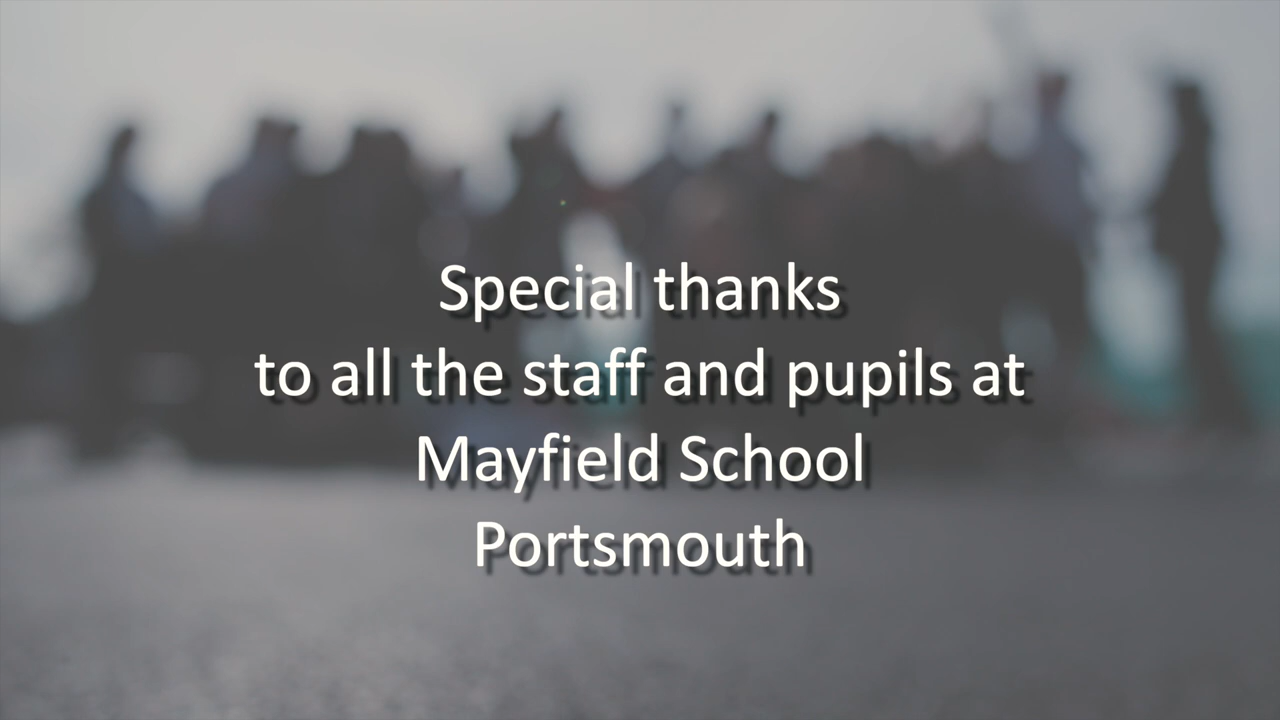 Special thanks
to all the staff and pupils at
Mayfield School
Portsmouth